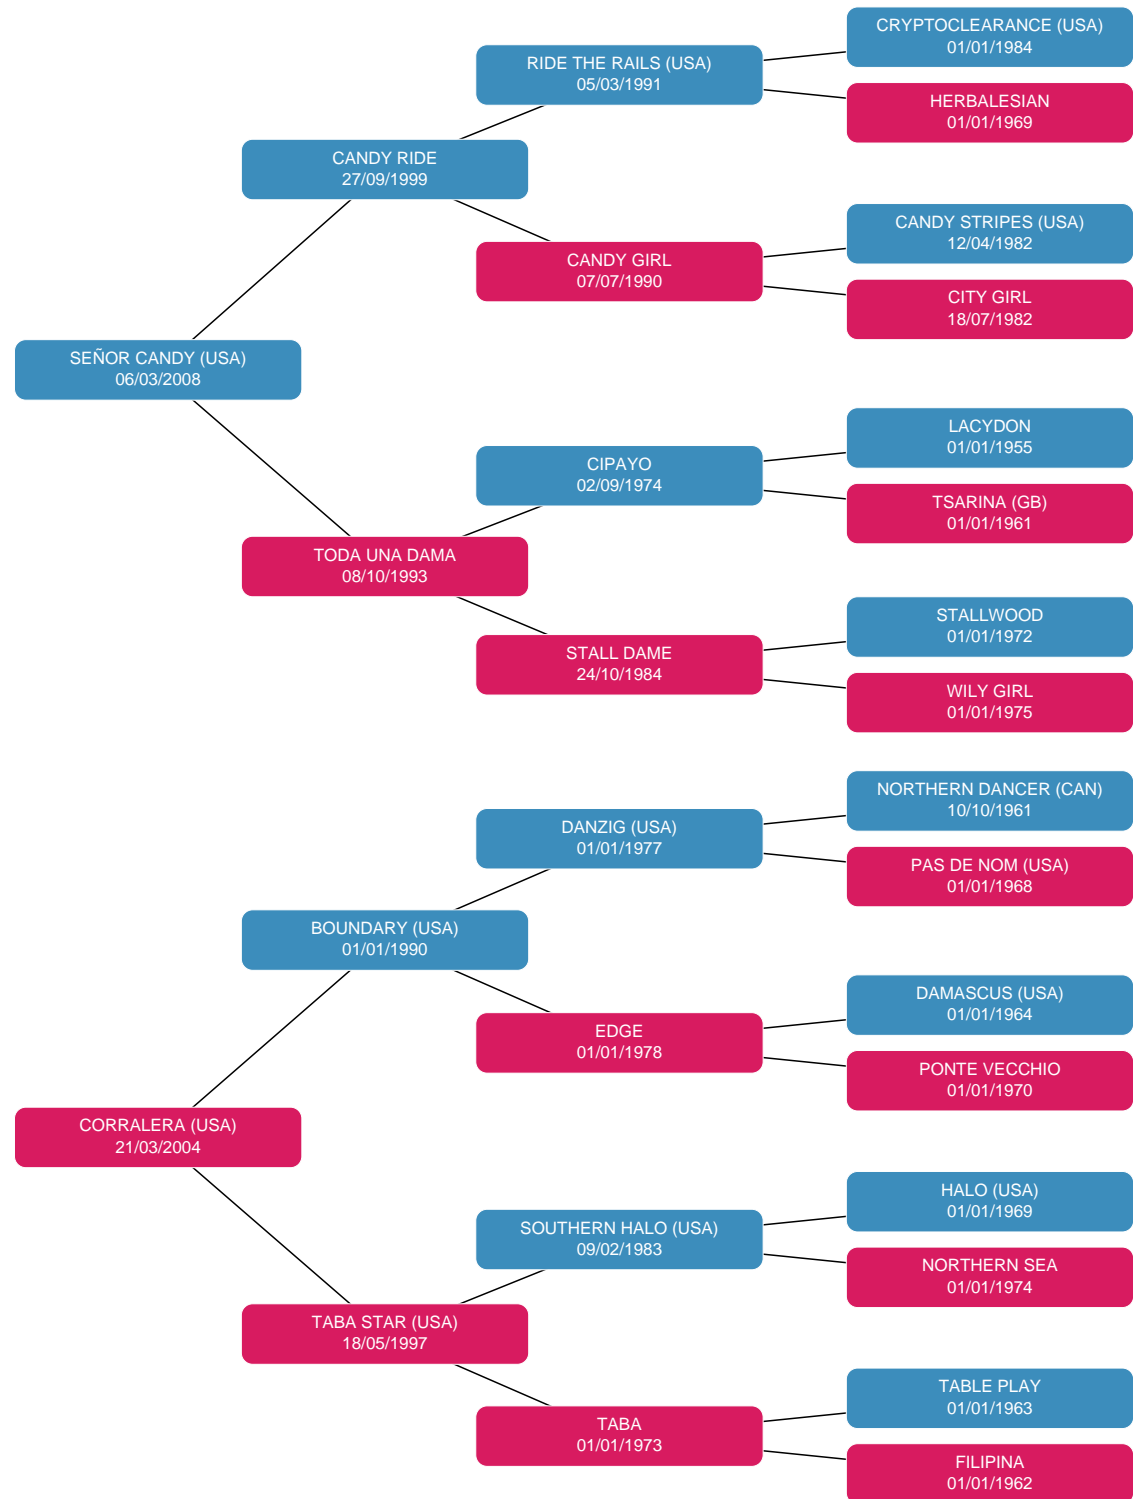 CRYPTOCLEARANCE (USA)
01/01/1984
RIDE THE RAILS (USA)
05/03/1991
HERBALESIAN
01/01/1969
CANDY RIDE
27/09/1999
CANDY STRIPES (USA)
12/04/1982
CANDY GIRL
07/07/1990
CITY GIRL
18/07/1982
SEÑOR CANDY (USA)
06/03/2008
LACYDON
01/01/1955
CIPAYO
02/09/1974
TSARINA (GB)
01/01/1961
TODA UNA DAMA
08/10/1993
STALLWOOD
01/01/1972
STALL DAME
24/10/1984
WILY GIRL
01/01/1975
NORTHERN DANCER (CAN)
10/10/1961
DANZIG (USA)
01/01/1977
PAS DE NOM (USA)
01/01/1968
BOUNDARY (USA)
01/01/1990
DAMASCUS (USA)
01/01/1964
EDGE
01/01/1978
PONTE VECCHIO
01/01/1970
CORRALERA (USA)
21/03/2004
HALO (USA)
01/01/1969
SOUTHERN HALO (USA)
09/02/1983
NORTHERN SEA
01/01/1974
TABA STAR (USA)
18/05/1997
TABLE PLAY
01/01/1963
TABA
01/01/1973
FILIPINA
01/01/1962